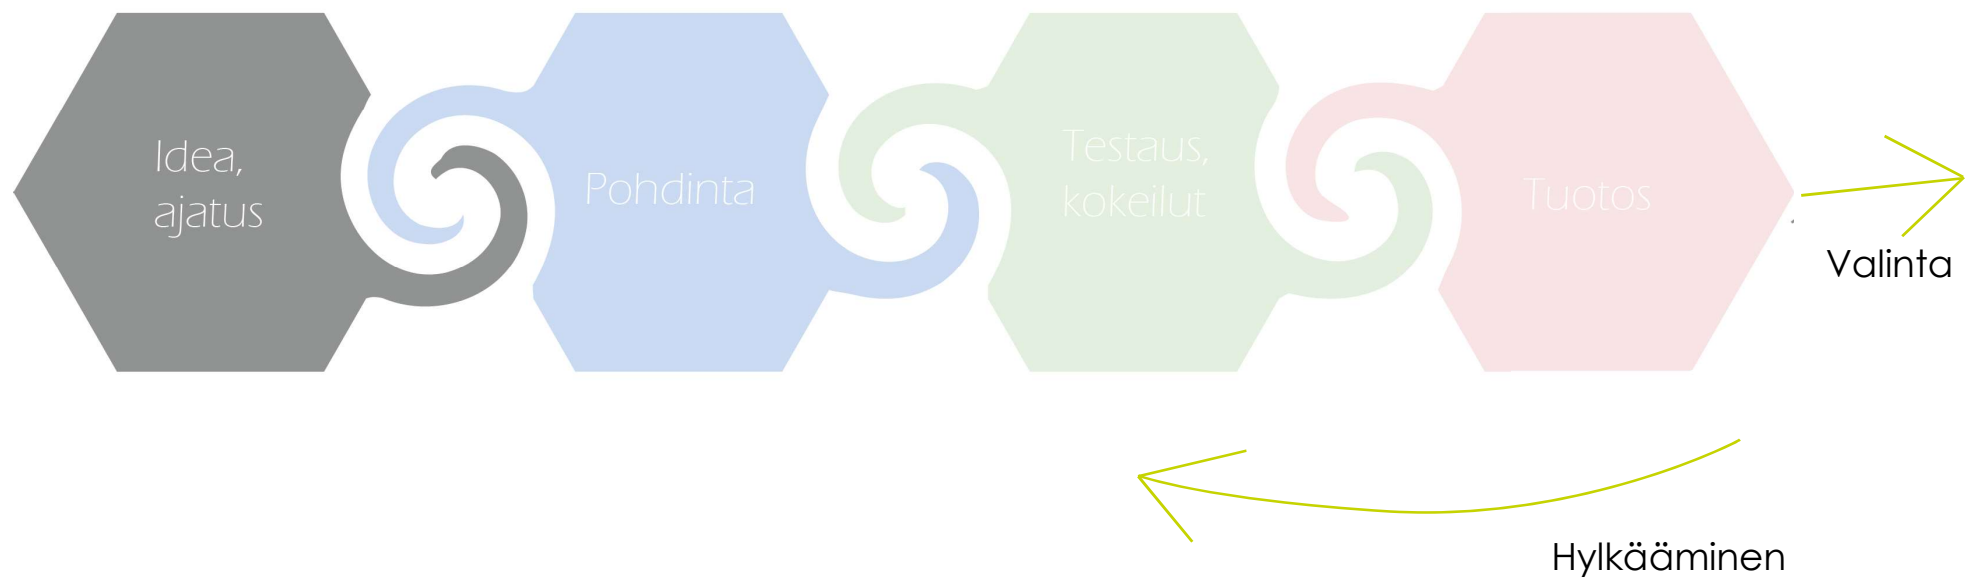 Idea,
ajatus
Pohdinta
Testaus,
kokeilut
Tuotos
Valinta
Hylkääminen